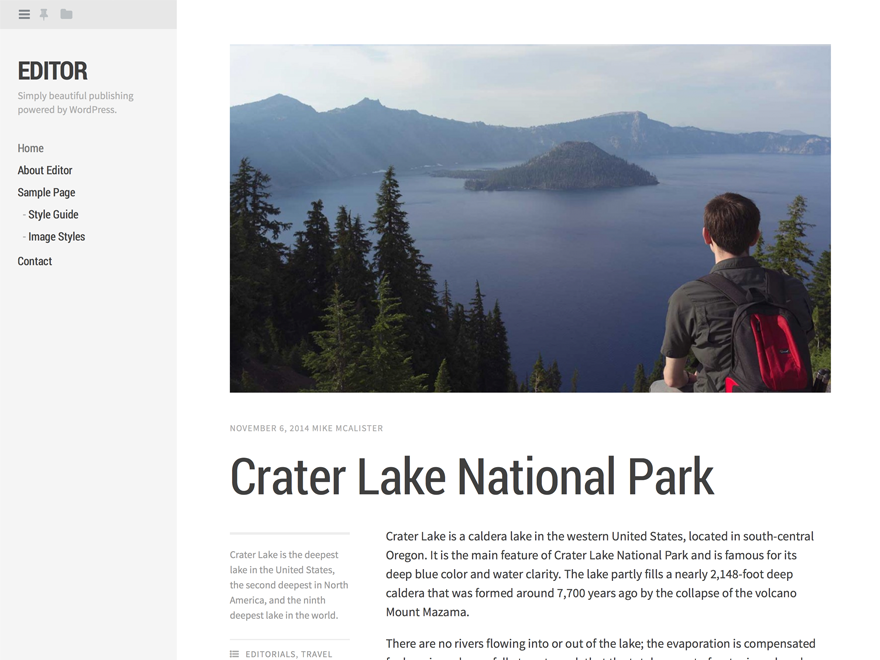 EDITOR
Simply beautiful publishing
powered by WordPress.
Home
About Editor
Sample Page
- Style Guide
- Image Styles
Contact
NOVEMBER 6, 2014 MIKE MCALISTER
Crater Lake National Park
Crater Lake is the deepest
lake in the United States,
the second deepest in North
America, and the ninth
deepest lake in the world.
EDITORIALS, TRAVEL
Crater Lake is a caldera lake in the western United States, located in south-central
Oregon. It is the main feature of Crater Lake National Park and is famous for its
deep blue color and water clarity. The lake partly fills a nearly 2,148-foot deep
caldera that was formed around 7,700 years ago by the collapse of the volcano
Mount Mazama.
There are no rivers flowing into or out of the lake; the evaporation is compensated